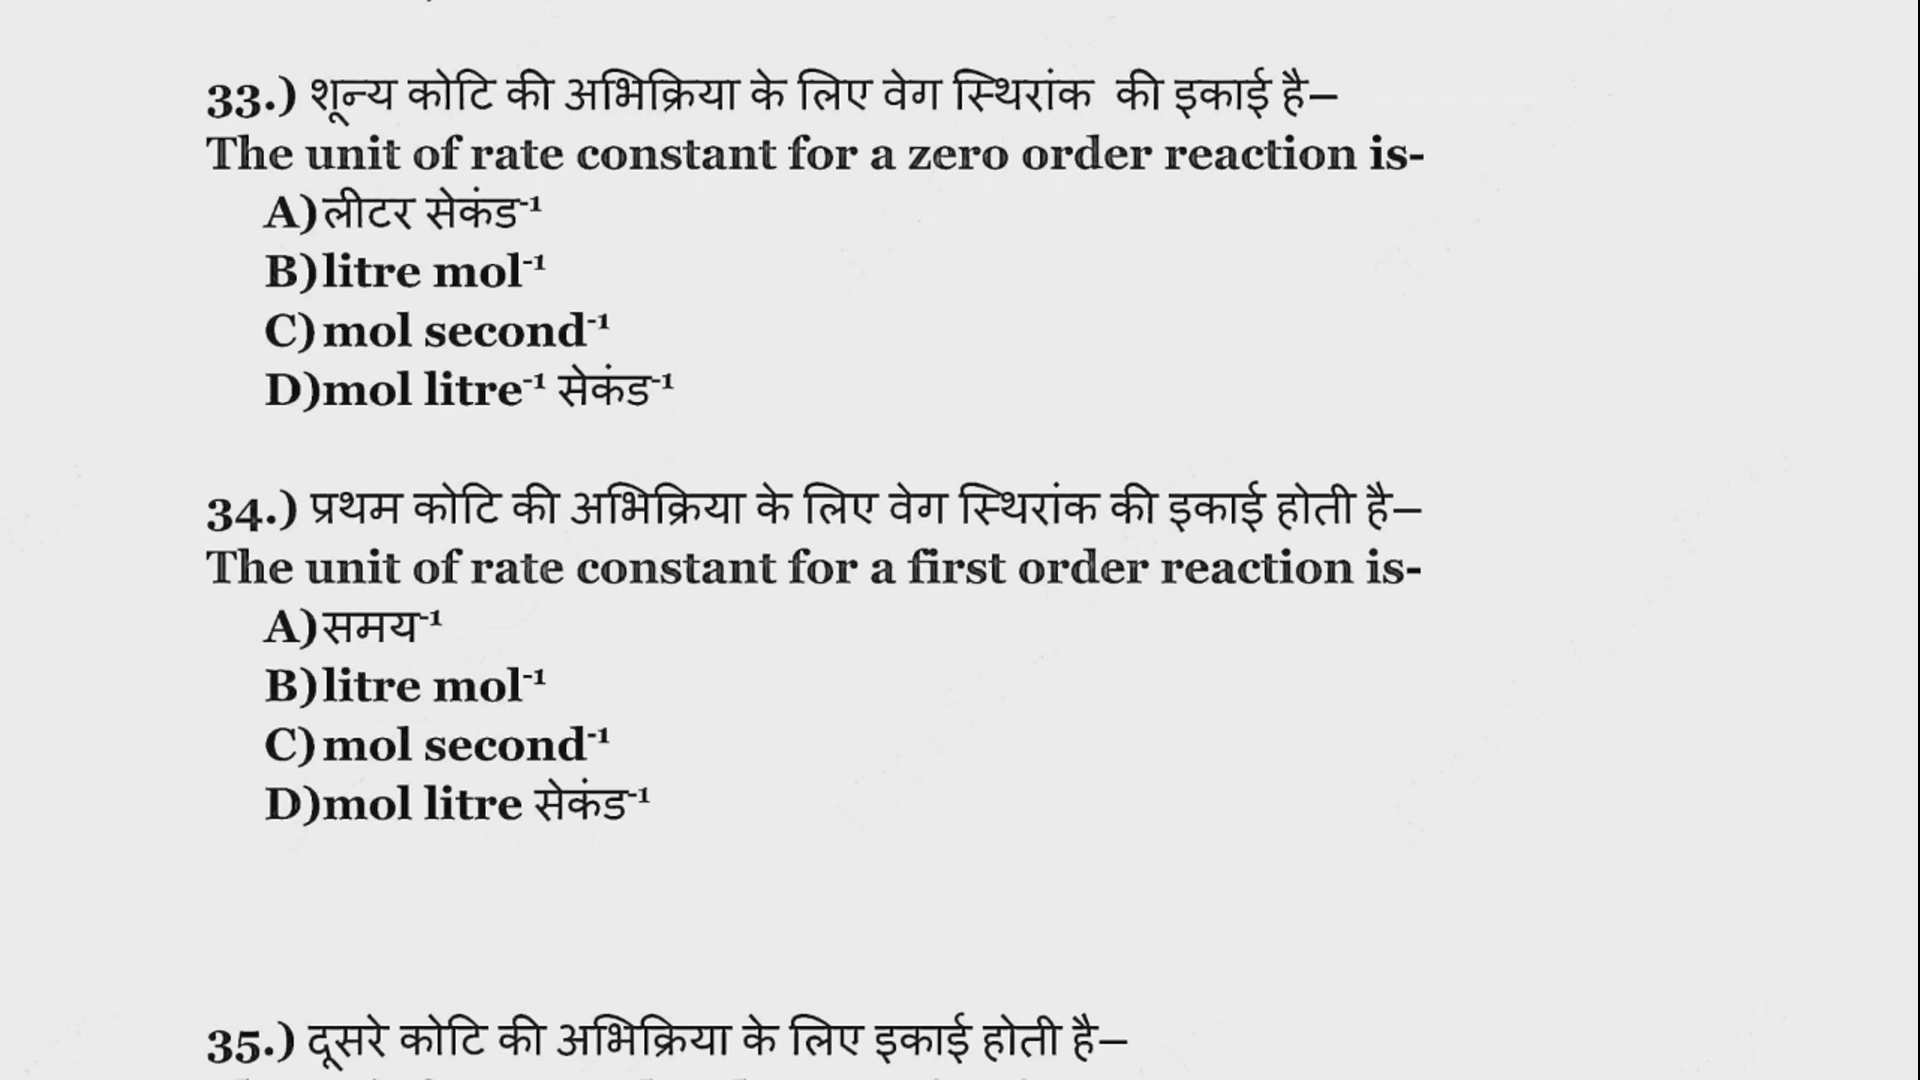 33.) शून्य कोटि की अभिक्रिया के लिए वेग स्थिरांक की इकाई है–
The unit of rate constant for a zero order reaction is-
A) लीटर सेकंड⁻¹
B) litre mol⁻¹
C) mol second⁻¹
D) mol litre⁻¹ सेकंड⁻¹
34.) प्रथम कोटि की अभिक्रिया के लिए वेग स्थिरांक की इकाई होती है–
The unit of rate constant for a first order reaction is-
A) समय⁻¹
B) litre mol⁻¹
C) mol second⁻¹
D) mol litre सेकंड⁻¹
35.) दूसरे कोटि की अभिक्रिया के लिए इकाई होती है–